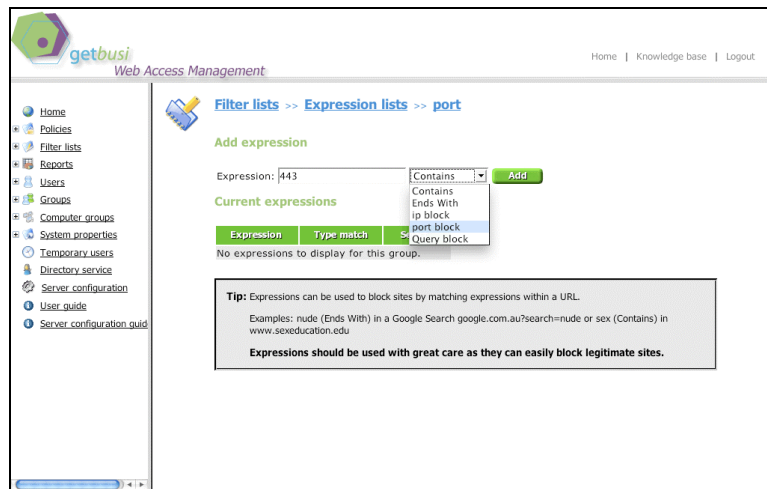 getbusi
Web Access Management
Home | Knowledge base | Logout
Home
Policies
Filter lists
Reports
Users
Groups
Computer groups
System properties
Temporary users
Directory service
Server configuration
User guide
Server configuration guid
Filter lists >> Expression lists >> port
Add expression
Expression: 443 Contains Add
Contains
Ends With
ip block
port block
Query block
Current expressions
Expression Type match
No expressions to display for this group.
Tip: Expressions can be used to block sites by matching expressions within a URL.
Examples: nude (Ends With) in a Google Search google.com.au?search=nude or sex (Contains) in
www.sexeducation.edu
Expressions should be used with great care as they can easily block legitimate sites.